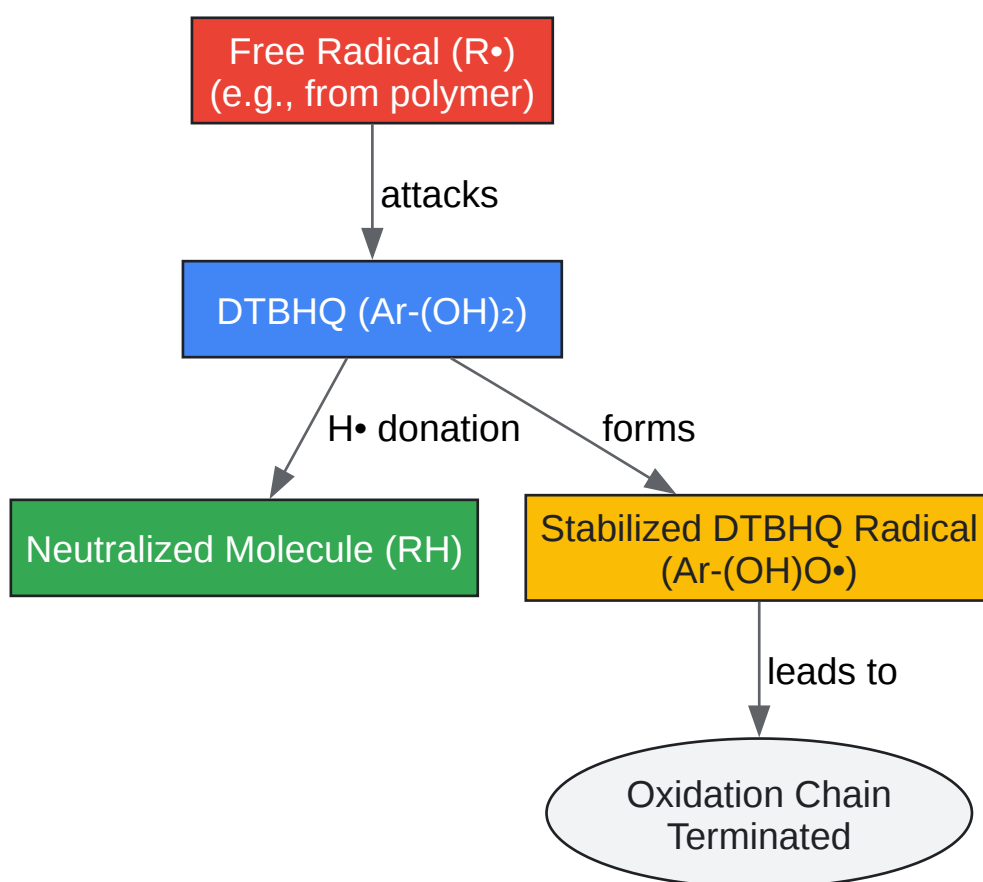 Free Radical (R•)
(e.g., from polymer)
attacks
DTBHQ (Ar-(OH)₂)
H• donation
forms
Neutralized Molecule (RH)
Stabilized DTBHQ Radical
(Ar-(OH)O•)
leads to
Oxidation Chain
Terminated